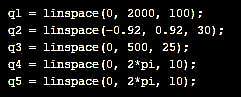 q1 = linspace(0, 2000, 100);
q2 = linspace(-0.92, 0.92, 30);
q3 = linspace(0, 500, 25);
q4 = linspace(0, 2*pi, 10);
q5 = linspace(0, 2*pi, 10);